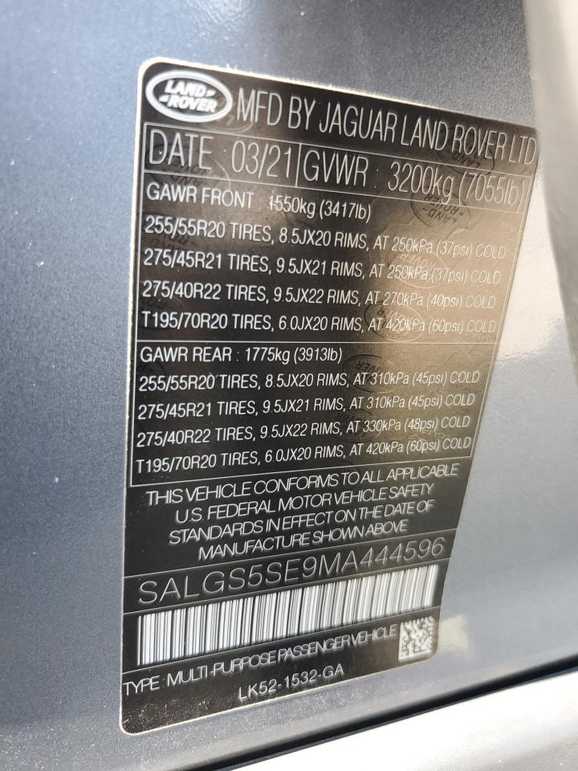 LAND ROVER MFD BY JAGUAR LAND ROVER LTD
DATE 03/21 GVWR 3200kg (7055lb)
GAWR FRONT 1550kg (3417lb)
255/55R20 TIRES, 8.5JX20 RIMS, AT 250kPa (37psi) COLD
275/45R21 TIRES, 9.5JX21 RIMS, AT 250kPa (37psi) COLD
275/40R22 TIRES, 9.5JX22 RIMS, AT 270kPa (40psi) COLD
T195/70R20 TIRES, 6.0JX20 RIMS, AT 420kPa (60psi) COLD
GAWR REAR 1775kg (3913lb)
255/55R20 TIRES, 8.5JX20 RIMS, AT 310kPa (45psi) COLD
275/45R21 TIRES, 9.5JX21 RIMS, AT 310kPa (45psi) COLD
275/40R22 TIRES, 9.5JX22 RIMS, AT 330kPa (48psi) COLD
T195/70R20 TIRES, 6.0JX20 RIMS, AT 420kPa (60psi) COLD
THIS VEHICLE CONFORMS TO ALL APPLICABLE
U.S. FEDERAL MOTOR VEHICLE SAFETY
STANDARDS IN EFFECT ON THE DATE OF
MANUFACTURE SHOWN ABOVE
SALGS5SE9MA444596
TYPE: MULTI-PURPOSE PASSENGER VEHICLE
LK52-1532-GA